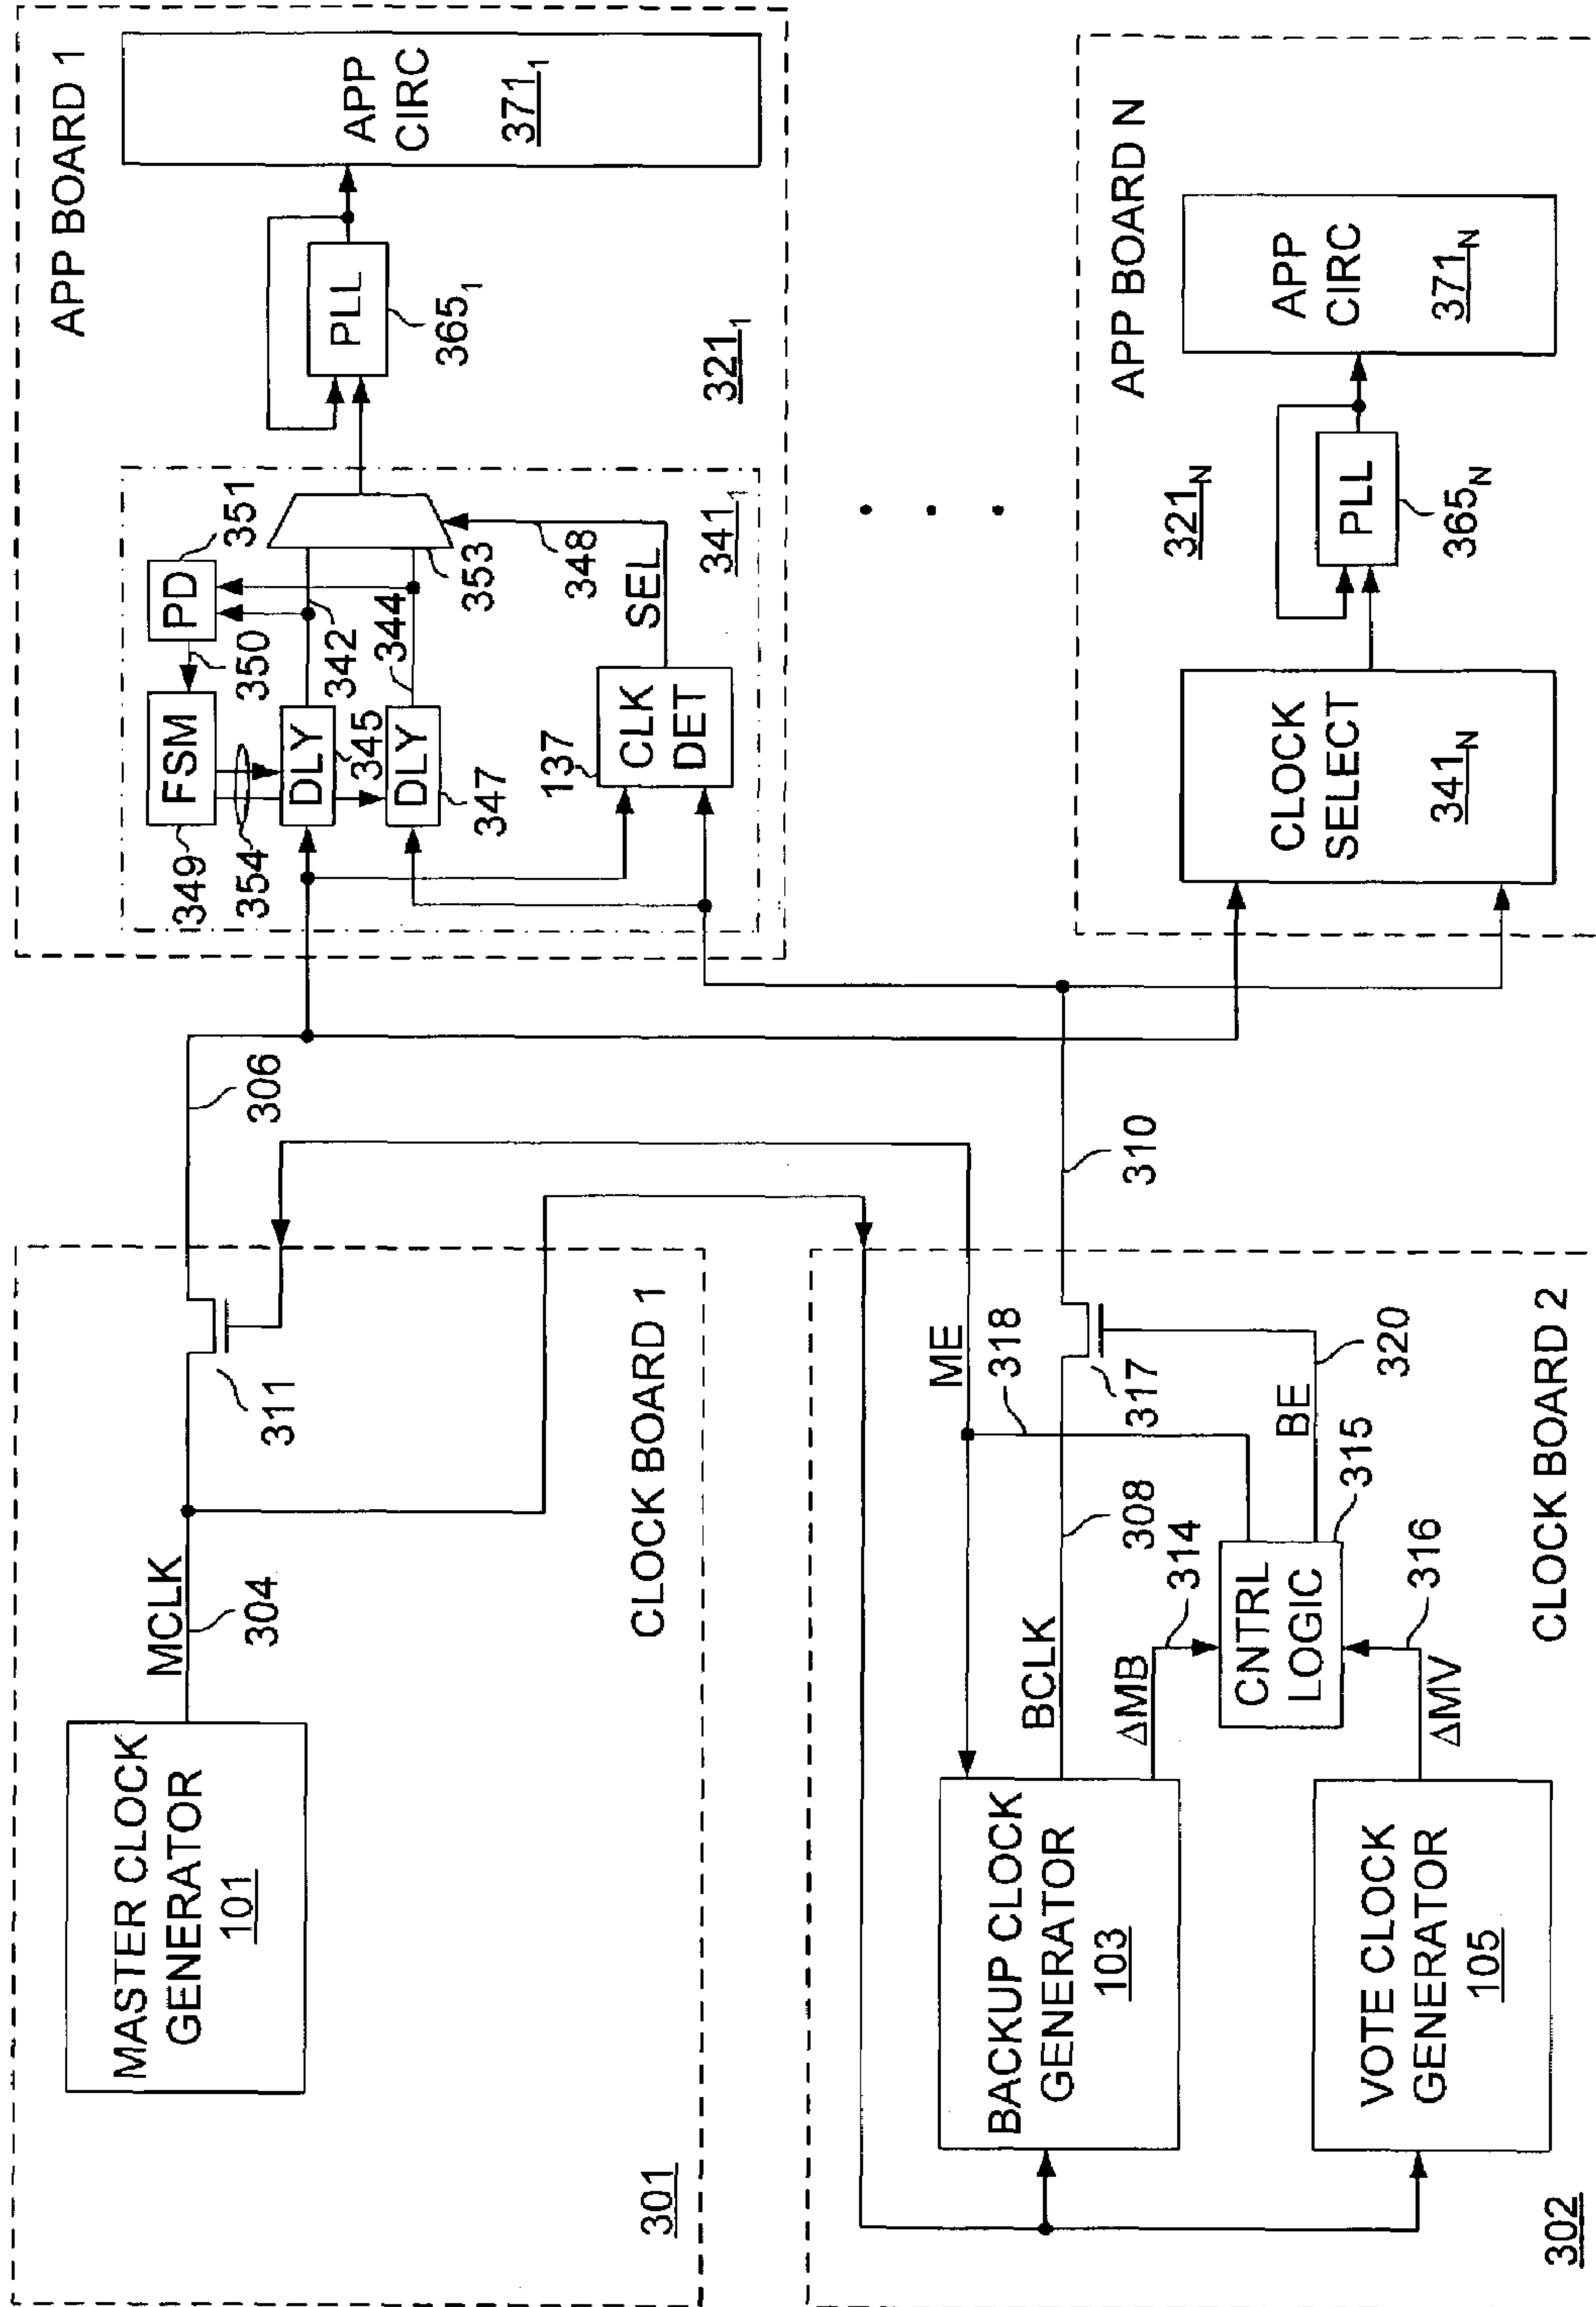 MASTER CLOCK
GENERATOR
101
MCLK
304
311
306
CLOCK BOARD 1
301
BACKUP CLOCK
GENERATOR
103
VOTE CLOCK
GENERATOR
105
BCLK
308
ΔMB
314
ΔMV
316
CNTRL
LOGIC
315
ME
318
317
BE
320
310
CLOCK BOARD 2
302
APP BOARD 1
349
FSM
350
PD
351
354
DLY
345
342
DLY
347
344
353
137
CLK
DET
SEL
348
341₁
PLL
365₁
321₁
APP
CIRC
371₁
. . .
APP BOARD N
CLOCK
SELECT
341N
321N
PLL
365N
APP
CIRC
371N